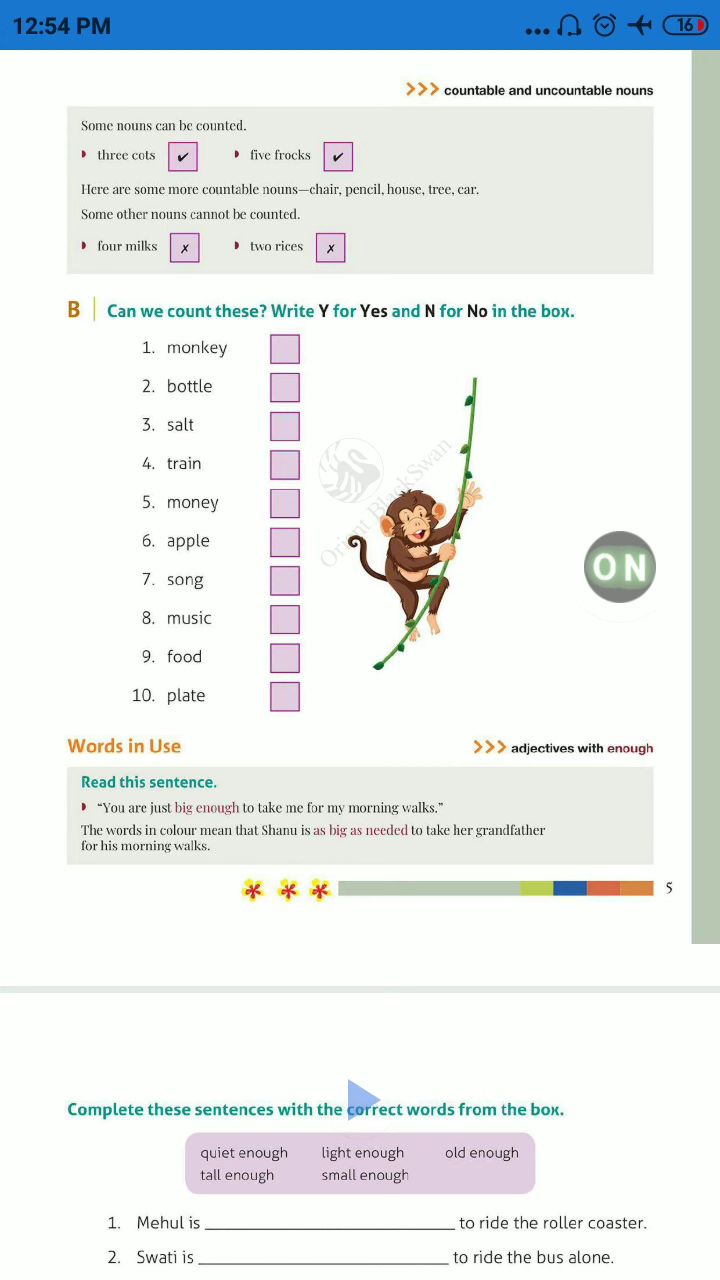 12:54 PM
16
>>> countable and uncountable nouns
Some nouns can be counted.
three cots ✔ five frocks ✔
Here are some more countable nouns—chair, pencil, house, tree, car.
Some other nouns cannot be counted.
four milks ✗ two rices ✗
B Can we count these? Write Y for Yes and N for No in the box.
1. monkey
2. bottle
3. salt
4. train
5. money
6. apple
7. song
8. music
9. food
10. plate
Orient BlackSwan
ON
Words in Use >>> adjectives with enough
Read this sentence.
“You are just big enough to take me for my morning walks.”
The words in colour mean that Shanu is as big as needed to take her grandfather
for his morning walks.
5
Complete these sentences with the correct words from the box.
quiet enough light enough old enough
tall enough small enough
1. Mehul is ______________________________ to ride the roller coaster.
2. Swati is ______________________________ to ride the bus alone.